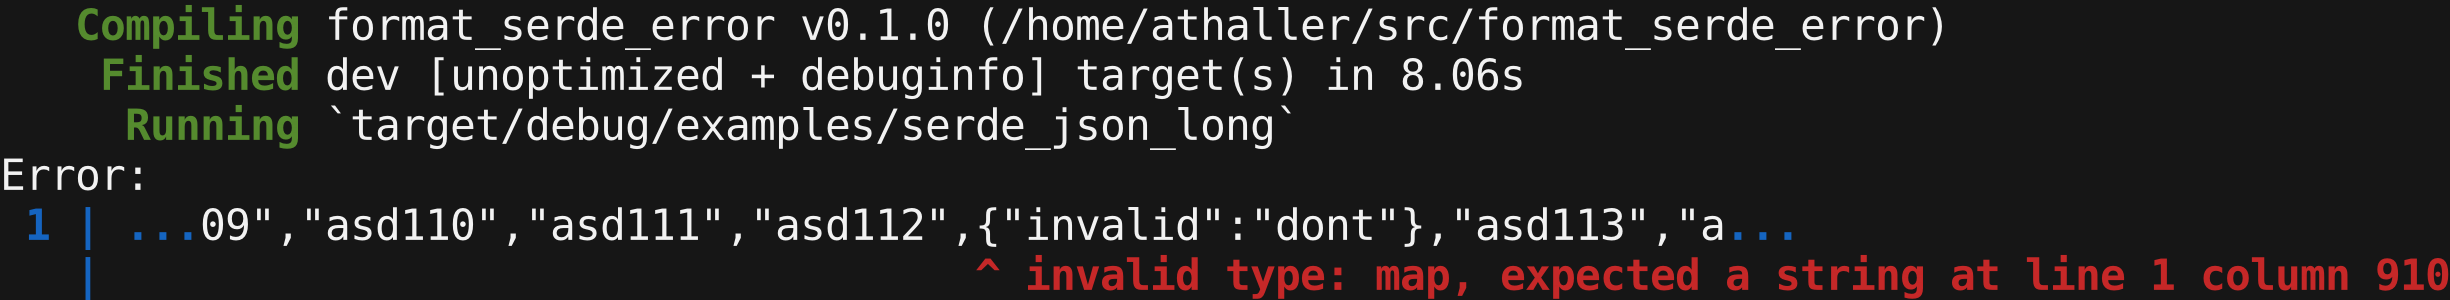 Compiling format_serde_error v0.1.0 (/home/athaller/src/format_serde_error)
Finished dev [unoptimized + debuginfo] target(s) in 8.06s
Running `target/debug/examples/serde_json_long`
Error:
1 | ...09","asd110","asd111","asd112",{"invalid":"dont"},"asd113","a...
| ^ invalid type: map, expected a string at line 1 column 910